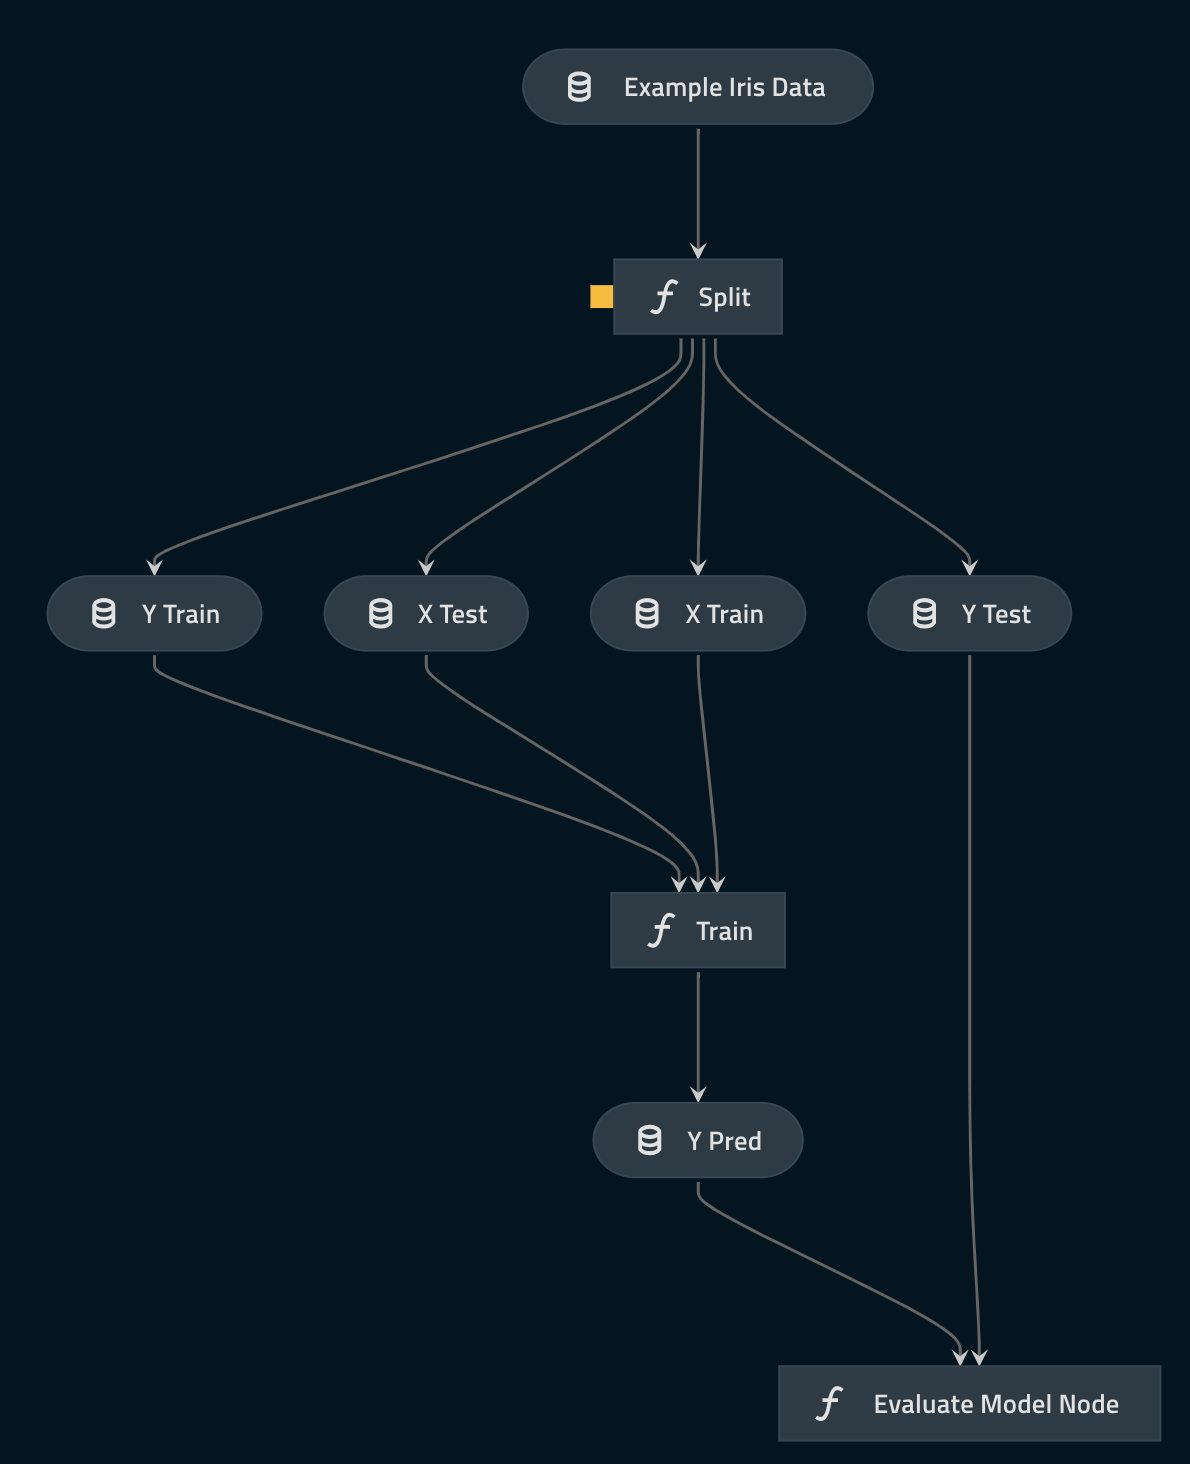 Example Iris Data
Split
Y Train
X Test
X Train
Y Test
Train
Y Pred
Evaluate Model Node